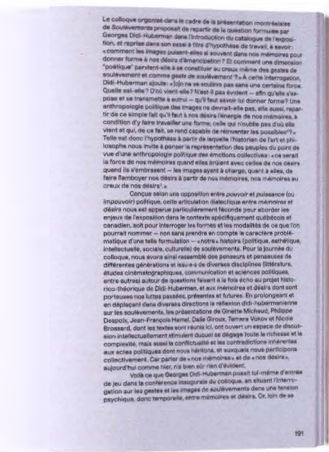 Le colloque organisé dans le cadre de la présentation montréalaise
de Soulèvements proposait de repartir de la question formulée par
Georges Didi-Huberman dans l'introduction du catalogue de l'exposi-
tion, et reprise dans son essai à titre d'hypothèse de travail, à savoir:
«comment les images puisent-elles si souvent dans nos mémoires pour
donner forme à nos désirs d'émancipation? Et comment une dimension
"poétique" parvient-elle à se constituer au creux même des gestes de
soulèvement et comme geste de soulèvement?» À cette interrogation,
Didi-Huberman ajoute: «[o]n ne se soulève pas sans une certaine force.
Quelle est-elle? D'où vient-elle? N'est-il pas évident — afin qu'elle s'ex-
pose et se transmette à autrui — qu'il faut savoir lui donner forme? Une
anthropologie politique des images ne devrait-elle pas, elle aussi, repar-
tir de ce simple fait qu'il faut à nos désirs l'énergie de nos mémoires, à
condition d'y faire travailler une forme, celle qui n'oublie pas d'où elle
vient et qui, de ce fait, se rend capable de réinventer les possibles?»
Telle est donc l'hypothèse à partir de laquelle l'historien de l'art et phi-
losophe nous invite à penser la représentation des peuples du point de
vue d'une anthropologie politique des émotions collectives: «ce serait
la force de nos mémoires quand elles brûlent avec celles de nos désirs
quand ils s'embrasent — les images ayant à charge, quant à elles, de
faire flamboyer nos désirs à partir de nos mémoires, nos mémoires au
creux de nos désirs.»
Conçue selon une opposition entre pouvoir et puissance (ou
impouvoir) politique, cette articulation dialectique entre mémoires et
désirs nous est apparue particulièrement féconde pour aborder les
enjeux de l'exposition dans le contexte spécifiquement québécois et
canadien, soit pour interroger les formes et les modalités de ce que l'on
pourrait nommer — non sans prendre en compte le caractère problé-
matique d'une telle formulation — «notre» histoire (politique, esthétique,
intellectuelle, sociale, culturelle) de soulèvements. Pour la journée du
colloque, nous avons ainsi rassemblé des penseurs et penseuses de
différentes générations et issu·e·s de diverses disciplines (littérature,
études cinématographiques, communication et sciences politiques,
entre autres) autour de questions faisant à la fois écho au projet histo-
rico-théorique de Didi-Huberman, et aux mémoires et désirs dont sont
porteuses nos luttes passées, présentes et futures. En prolongeant et
en déplaçant dans diverses directions la réflexion didi-hubermanienne
sur les soulèvements, les présentations de Ginette Michaud, Philippe
Despoix, Jean-François Hamel, Dalie Giroux, Tamara Vukov et Nicole
Brossard, dont les textes sont réunis ici, ont ouvert un espace de discus-
sion intellectuellement stimulant duquel se dégage toute la richesse et la
complexité, mais aussi la conflictualité et les contradictions inhérentes
aux actes politiques dont nous héritons, et auxquels nous participons
collectivement. Car parler de «nos mémoires» et de «nos désirs»,
aujourd'hui comme hier, n'a bien sûr rien d'évident.
Voilà ce que Georges Didi-Huberman posait lui-même d'entrée
de jeu dans la conférence inaugurale du colloque, en situant l'interro-
gation sur les gestes et les images de soulèvements dans une tension
psychique, donc temporelle, entre mémoires et désirs. Or, loin de se
191